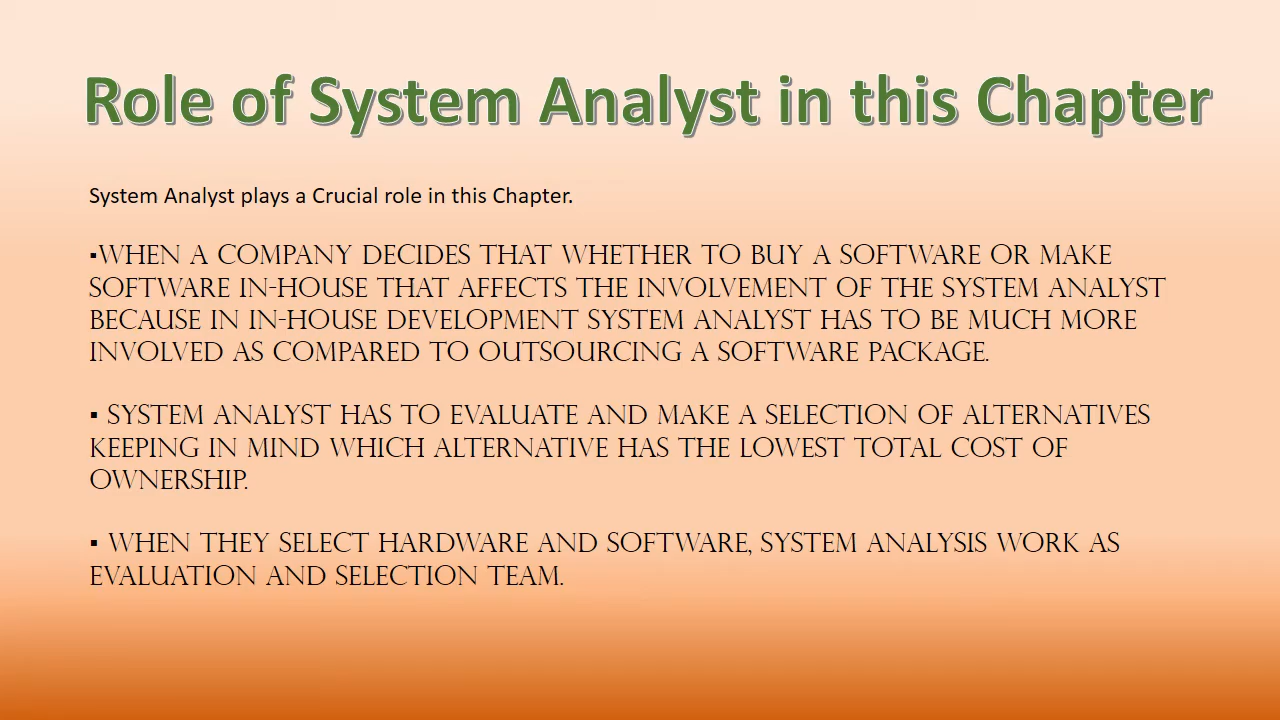 Role of System Analyst in this Chapter
System Analyst plays a Crucial role in this Chapter.
▪WHEN A COMPANY DECIDES THAT WHETHER TO BUY A SOFTWARE OR MAKE
SOFTWARE IN-HOUSE THAT AFFECTS THE INVOLVEMENT OF THE SYSTEM ANALYST
BECAUSE IN IN-HOUSE DEVELOPMENT SYSTEM ANALYST HAS TO BE MUCH MORE
INVOLVED AS COMPARED TO OUTSOURCING A SOFTWARE PACKAGE.
▪ SYSTEM ANALYST HAS TO EVALUATE AND MAKE A SELECTION OF ALTERNATIVES
KEEPING IN MIND WHICH ALTERNATIVE HAS THE LOWEST TOTAL COST OF
OWNERSHIP.
▪ WHEN THEY SELECT HARDWARE AND SOFTWARE, SYSTEM ANALYSIS WORK AS
EVALUATION AND SELECTION TEAM.